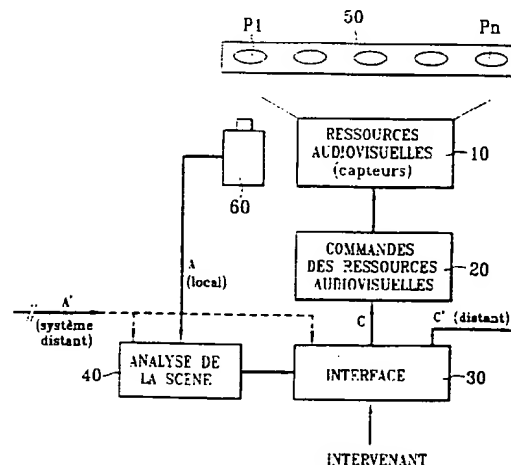 50
P1
Pn
RESSOURCES
AUDIOVISUELLES
(capteurs)
10
60
COMMANDES
DES RESSOURCES
AUDIOVISUELLES
20
A
(local)
A'
(système
distant)
C
C' (distant)
ANALYSE DE
LA SCENE
40
INTERFACE
30
INTERVENANT